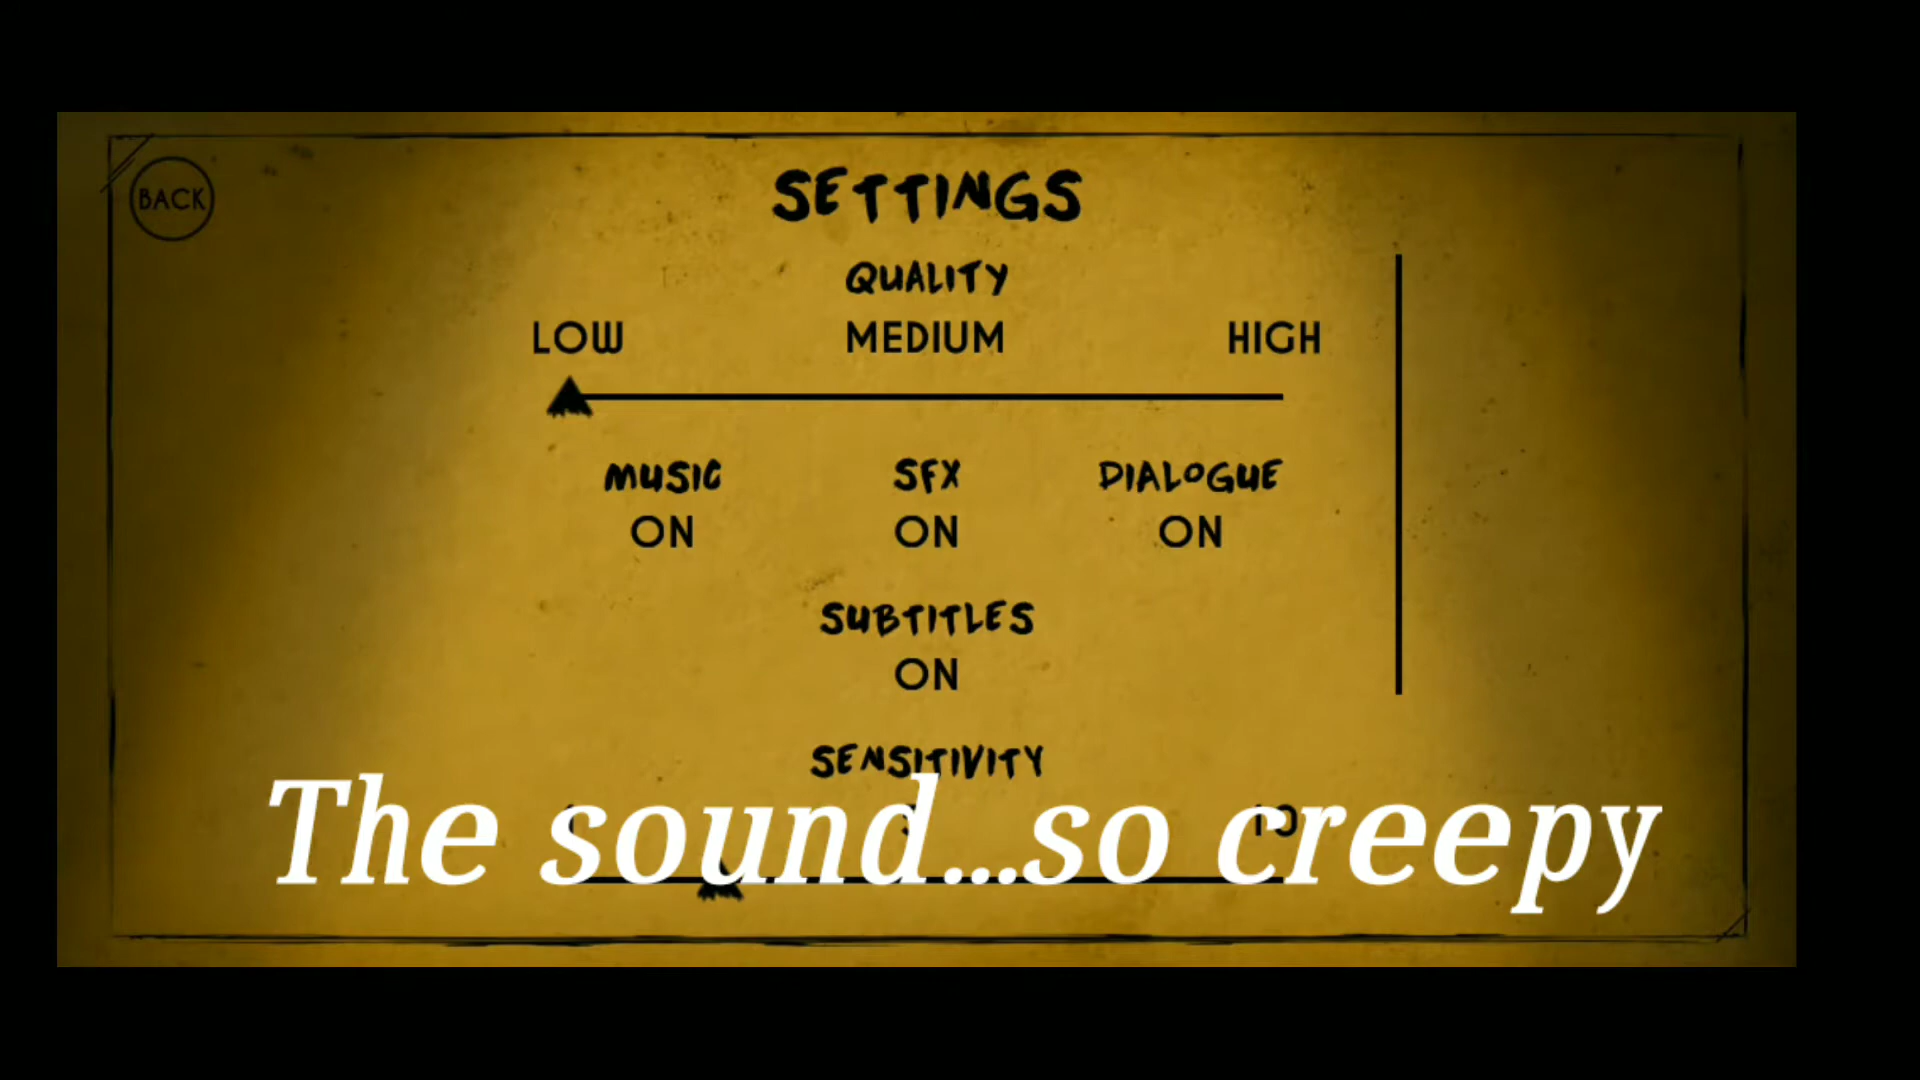 BACK
SETTINGS
QUALITY
LOW MEDIUM HIGH
MUSIC SFX DIALOGUE
ON ON ON
SUBTITLES
ON
SENSITIVITY
10
The sound...so creepy